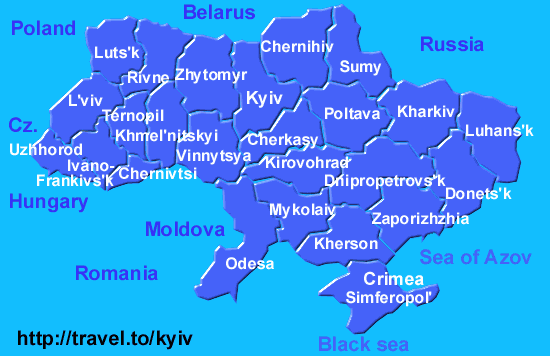 Belarus
Poland
Russia
Chernihiv
Luts'k
Sumy
Rivne
Zhytomyr
Kyiv
L'viv
Ternopil
Poltava
Kharkiv
Cz.
Khmel'nitskyi
Cherkasy
Luhans'k
Uzhhorod
Vinnytsya
Kirovohrad
Ivano-
Frankivs'k
Chernivtsi
Dnipropetrovs'k
Donets'k
Hungary
Mykolaiv
Zaporizhzhia
Moldova
Kherson
Sea of Azov
Odesa
Romania
Crimea
Simferopol'
http://travel.to/kyiv
Black sea